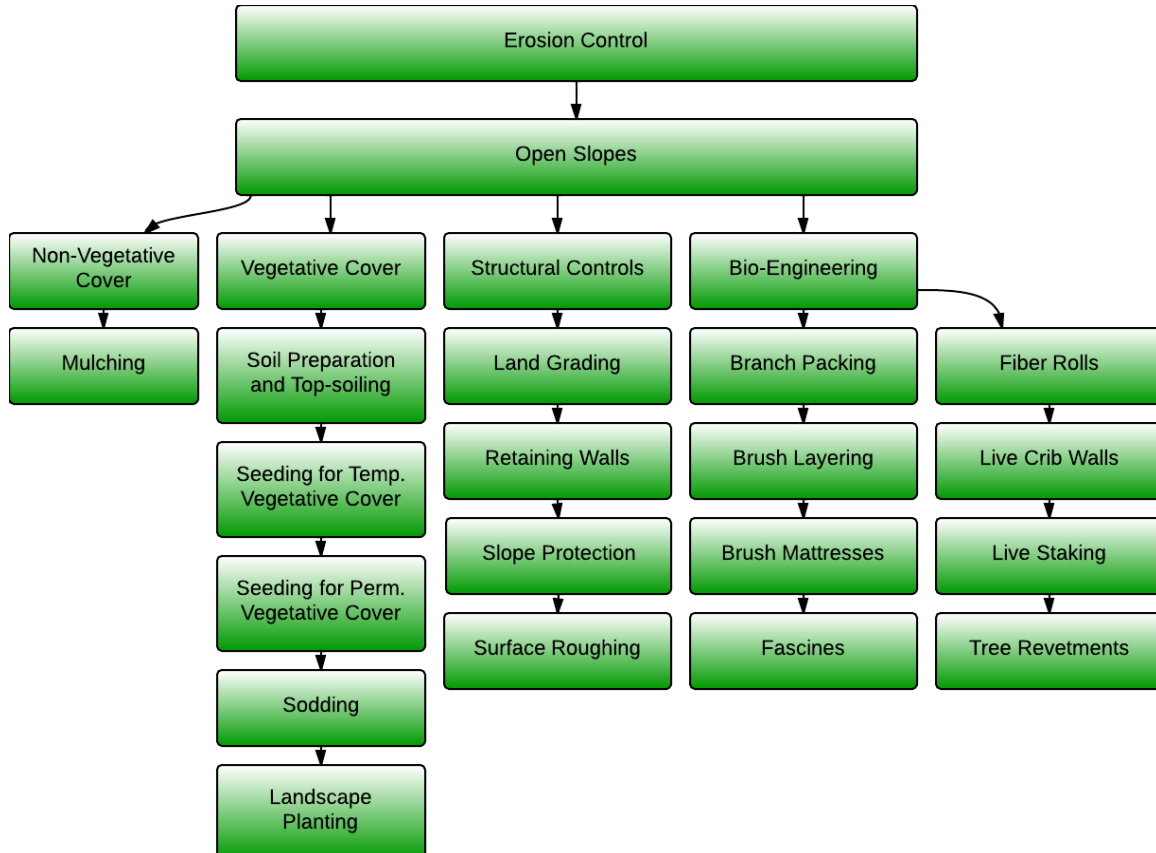 Erosion Control
Open Slopes
Non-Vegetative
Cover
Vegetative Cover
Structural Controls
Bio-Engineering
Mulching
Soil Preparation
and Top-soiling
Land Grading
Branch Packing
Fiber Rolls
Seeding for Temp.
Vegetative Cover
Retaining Walls
Brush Layering
Live Crib Walls
Slope Protection
Brush Mattresses
Live Staking
Seeding for Perm.
Vegetative Cover
Surface Roughing
Fascines
Tree Revetments
Sodding
Landscape
Planting